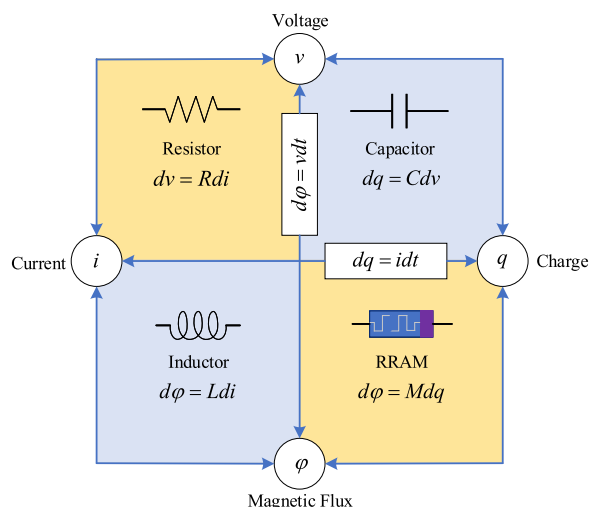 Voltage
v
Resistor
dv = Rdi
dφ = vdt
Capacitor
dq = Cdv
Current
i
dq = idt
q
Charge
Inductor
dφ = Ldi
RRAM
dφ = Mdq
φ
Magnetic Flux